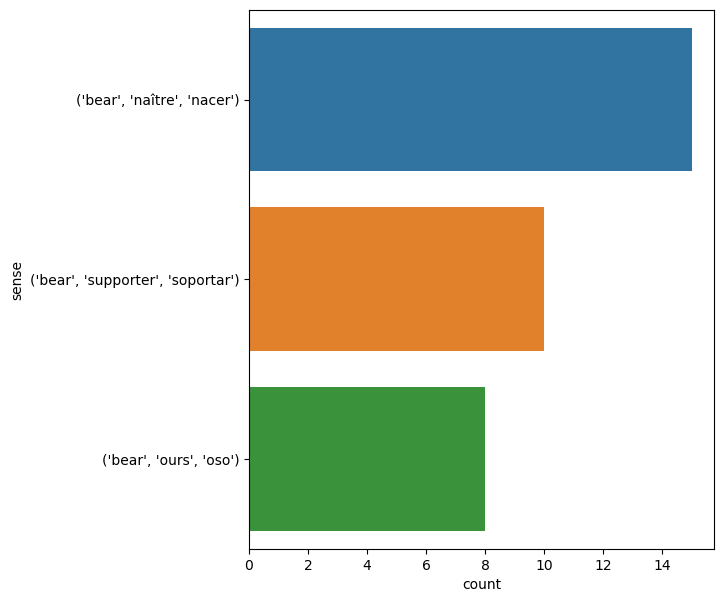 ('bear', 'naître', 'nacer')
('bear', 'supporter', 'soportar')
('bear', 'ours', 'oso')
sense
0 2 4 6 8 10 12 14
count